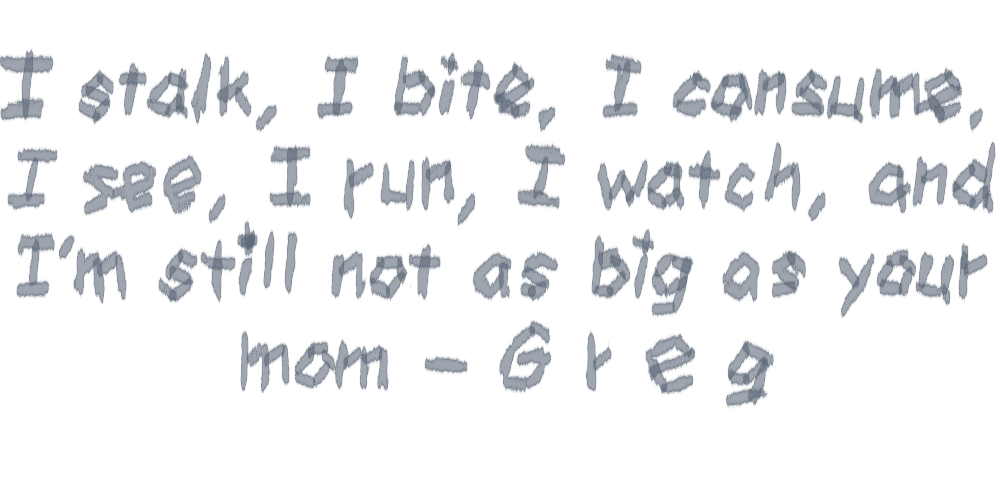 I stalk, I bite, I consume,
I see, I run, I watch, and
I'm still not as big as your
mom - G r e g